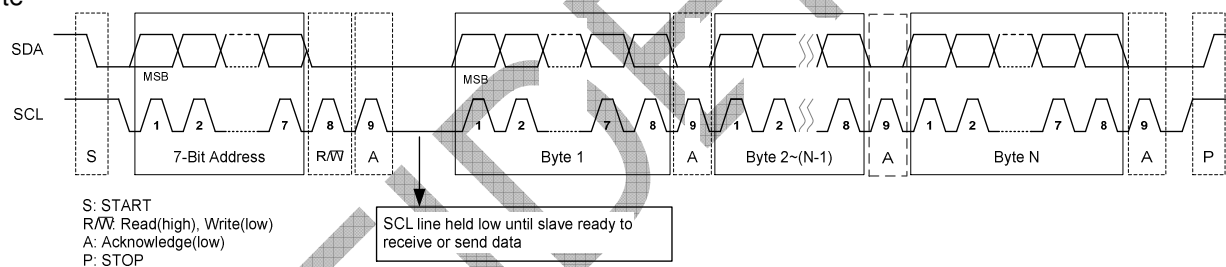 SDA
MSB
MSB
SCL
1 2 7 8 9 1 2 7 8 9 1 2 8 9 1 2 7 8 9
S 7-Bit Address R/W A Byte 1 A Byte 2~(N-1) A Byte N A P
S: START
R/W: Read(high), Write(low)
A: Acknowledge(low)
P: STOP
SCL line held low until slave ready to
receive or send data